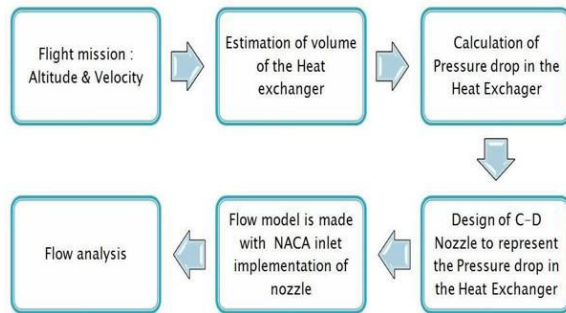 Flight mission :
Altitude & Velocity
Estimation of volume
of the Heat
exchanger
Calculation of
Pressure drop in the
Heat Exchager
Flow analysis
Flow model is made
with NACA inlet
implementation of
nozzle
Design of C-D
Nozzle to represent
the Pressure drop in
the Heat Exchanger